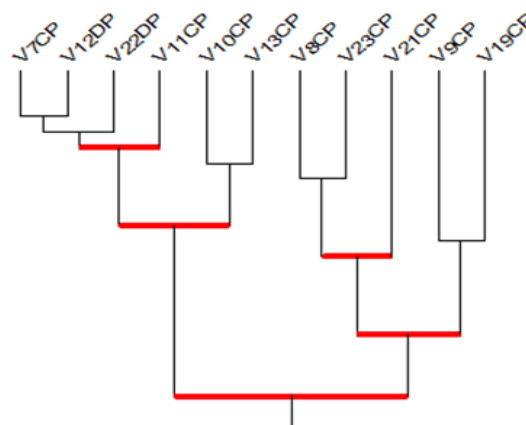 V7CP
V12DP
V22DP
V11CP
V10CP
V13CP
V8CP
V23CP
V21CP
V9CP
V19CP